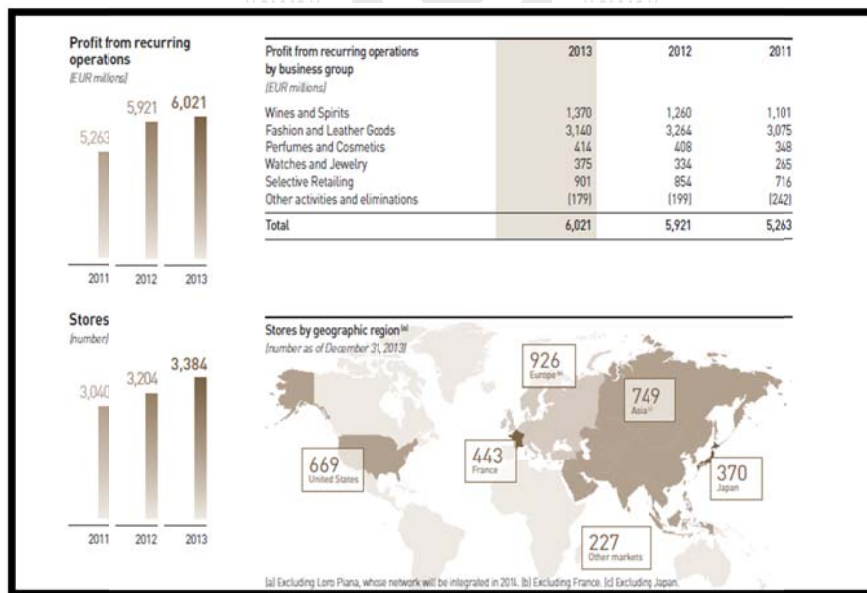 Profit from recurring
operations
(EUR millions)
5,263
5,921
6,021
2011
2012
2013
Profit from recurring operations 2013 2012 2011
by business group
(EUR millions)
Wines and Spirits 1,370 1,260 1,101
Fashion and Leather Goods 3,140 3,264 3,075
Perfumes and Cosmetics 414 408 348
Watches and Jewelry 375 334 265
Selective Retailing 901 854 716
Other activities and eliminations (179) (199) (242)
Total 6,021 5,921 5,263
Stores
(number)
3,040
3,204
3,384
2011
2012
2013
Stores by geographic region (a)
(number as of December 31, 2013)
926
Europe (b)
749
Asia (c)
669
United States
443
France
370
Japan
227
Other markets
(a) Excluding Loro Piana, whose network will be integrated in 2014. (b) Excluding France. (c) Excluding Japan.